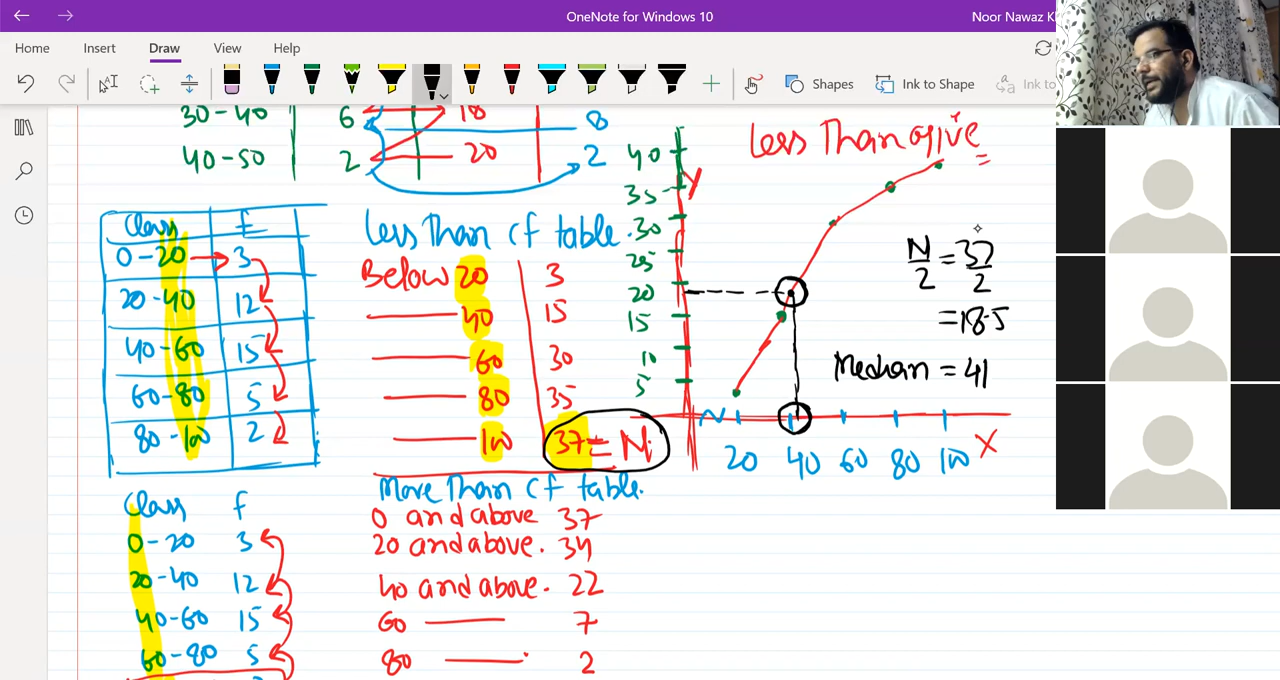 OneNote for Windows 10
Noor Nawaz K
Home Insert Draw View Help
Shapes Ink to Shape Ink to
30-40 6 18 8
40-50 2 20 2
Class f
0-20 3
20-40 12
40-60 15
60-80 5
80-100 2
Less Than cf table.
Below 20 3
40 15
60 30
80 35
100 37 = N
Less Than ogive
Y
40
35
30
25
20
15
10
5
20 40 60 80 100 X
N/2 = 37/2
= 18.5
Median = 41
Class f
0-20 3
20-40 12
40-60 15
60-80 5
More Than cf table.
0 and above 37
20 and above. 34
40 and above. 22
60 7
80 2